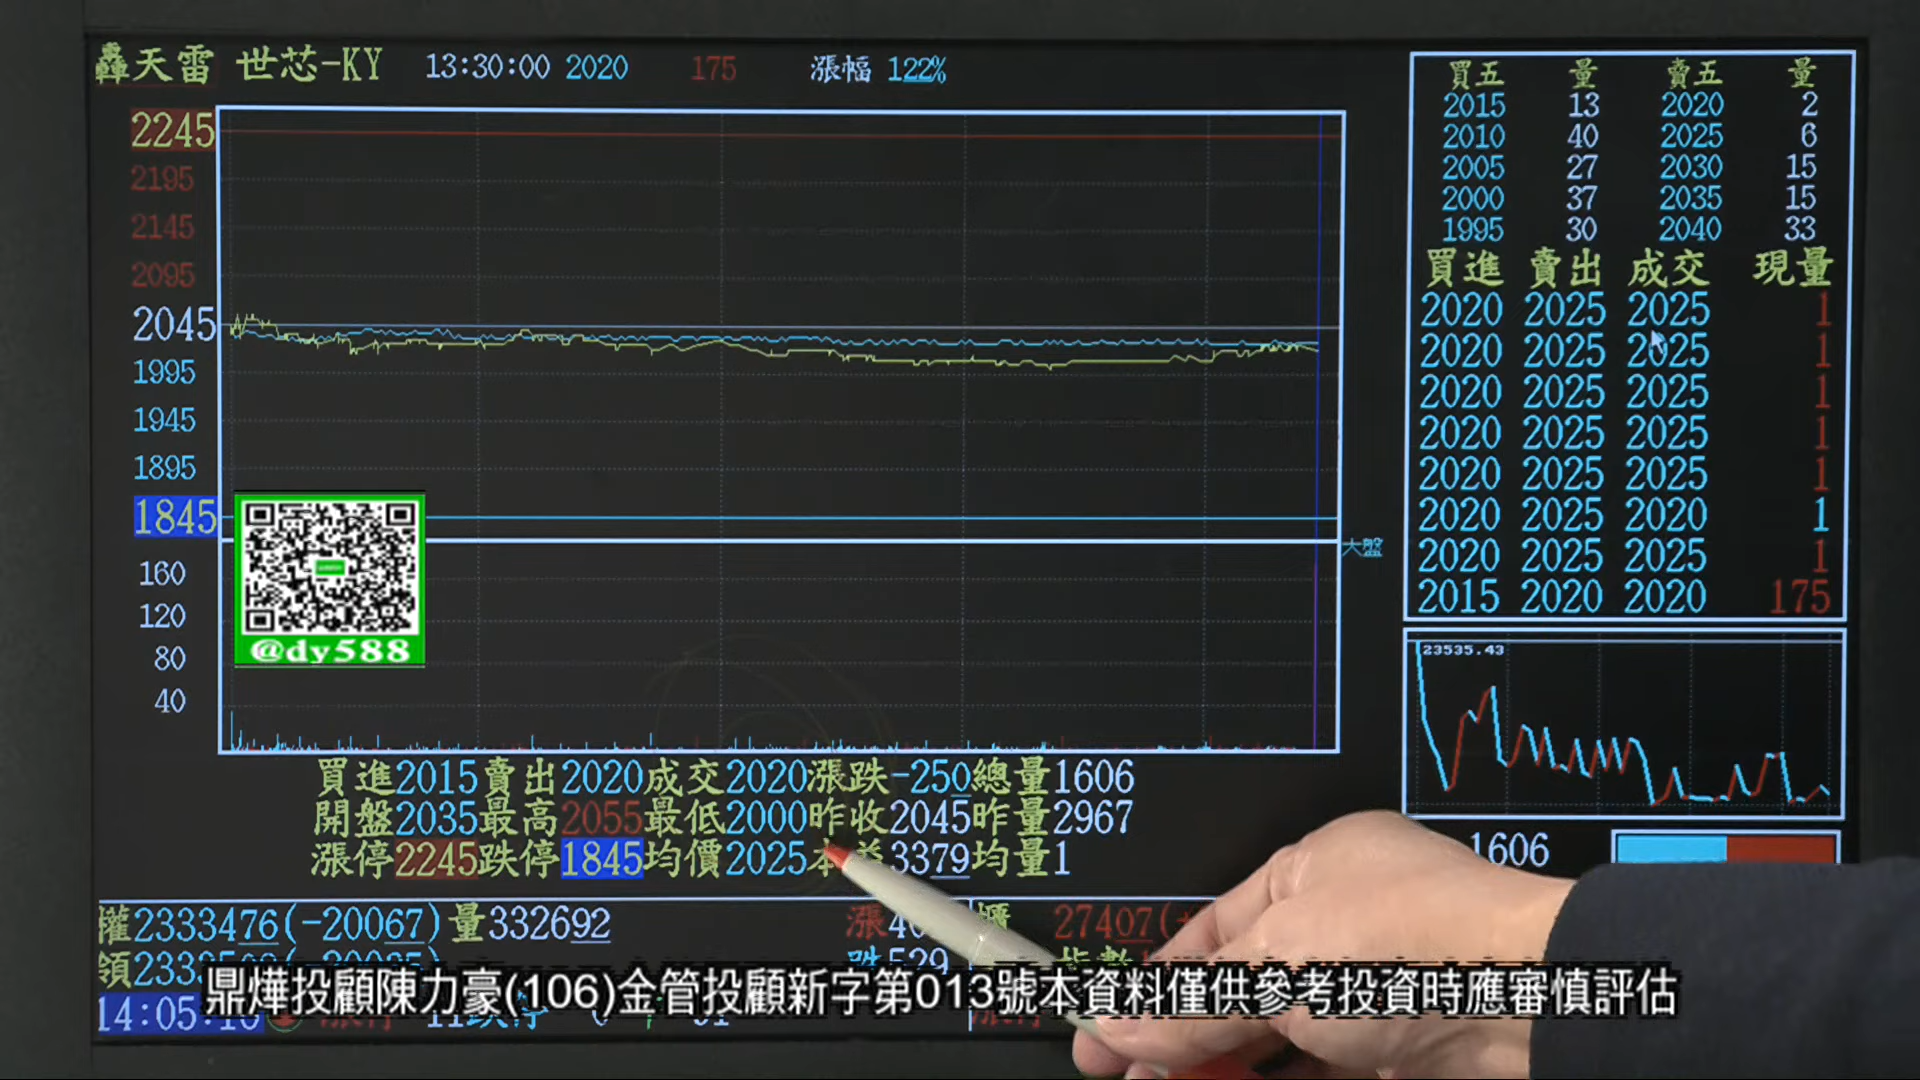 轟天雷 世芯-KY 13:30:00 2020 175 漲幅 122%
2245
2195
2145
2095
2045
1995
1945
1895
1845
160
120
80
40
大盤
@dy588
買五 量 賣五 量
2015 13 2020 2
2010 40 2025 6
2005 27 2030 15
2000 37 2035 15
1995 30 2040 33
買進 賣出 成交 現量
2020 2025 2025 1
2020 2025 2025 1
2020 2025 2025 1
2020 2025 2025 1
2020 2025 2025 1
2020 2025 2020 1
2020 2025 2025 1
2015 2020 2020 175
23535.43
1606
買進2015賣出2020成交2020漲跌-250總量1606
開盤2035最高2055最低2000昨收2045昨量2967
漲停2245跌停1845均價2025本益3379均量1
權2333476(-20067)量332692 漲 櫃 27407(
跌529 指數
14:05:
鼎燁投顧陳力豪(106)金管投顧新字第013號本資料僅供參考投資時應審慎評估